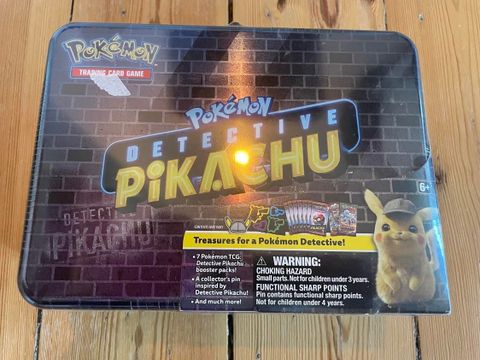 POKÉMON
TRADING CARD GAME
POKÉMON
DETECTIVE
PIKACHU
DETECTIVE
PIKACHU
6+
Treasures for a Pokémon Detective!
• 7 Pokémon TCG:
Detective Pikachu
booster packs!
• A collector's pin
inspired by
Detective Pikachu!
• And much more!
WARNING:
CHOKING HAZARD
Small parts. Not for children under 3 years.
FUNCTIONAL SHARP POINTS
Pin contains functional sharp points.
Not for children under 4 years.